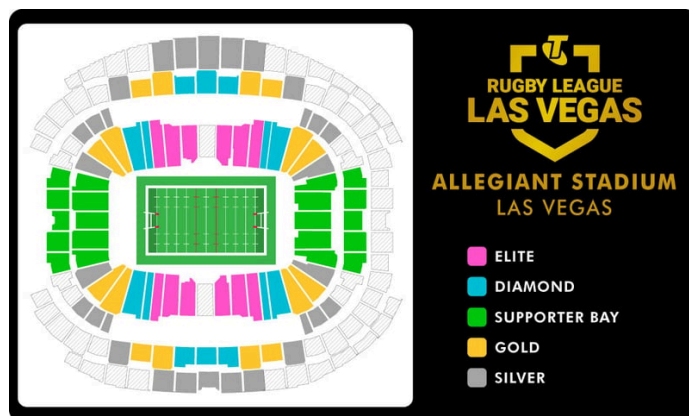 RUGBY LEAGUE
LAS VEGAS
ALLEGIANT STADIUM
LAS VEGAS
ELITE
DIAMOND
SUPPORTER BAY
GOLD
SILVER